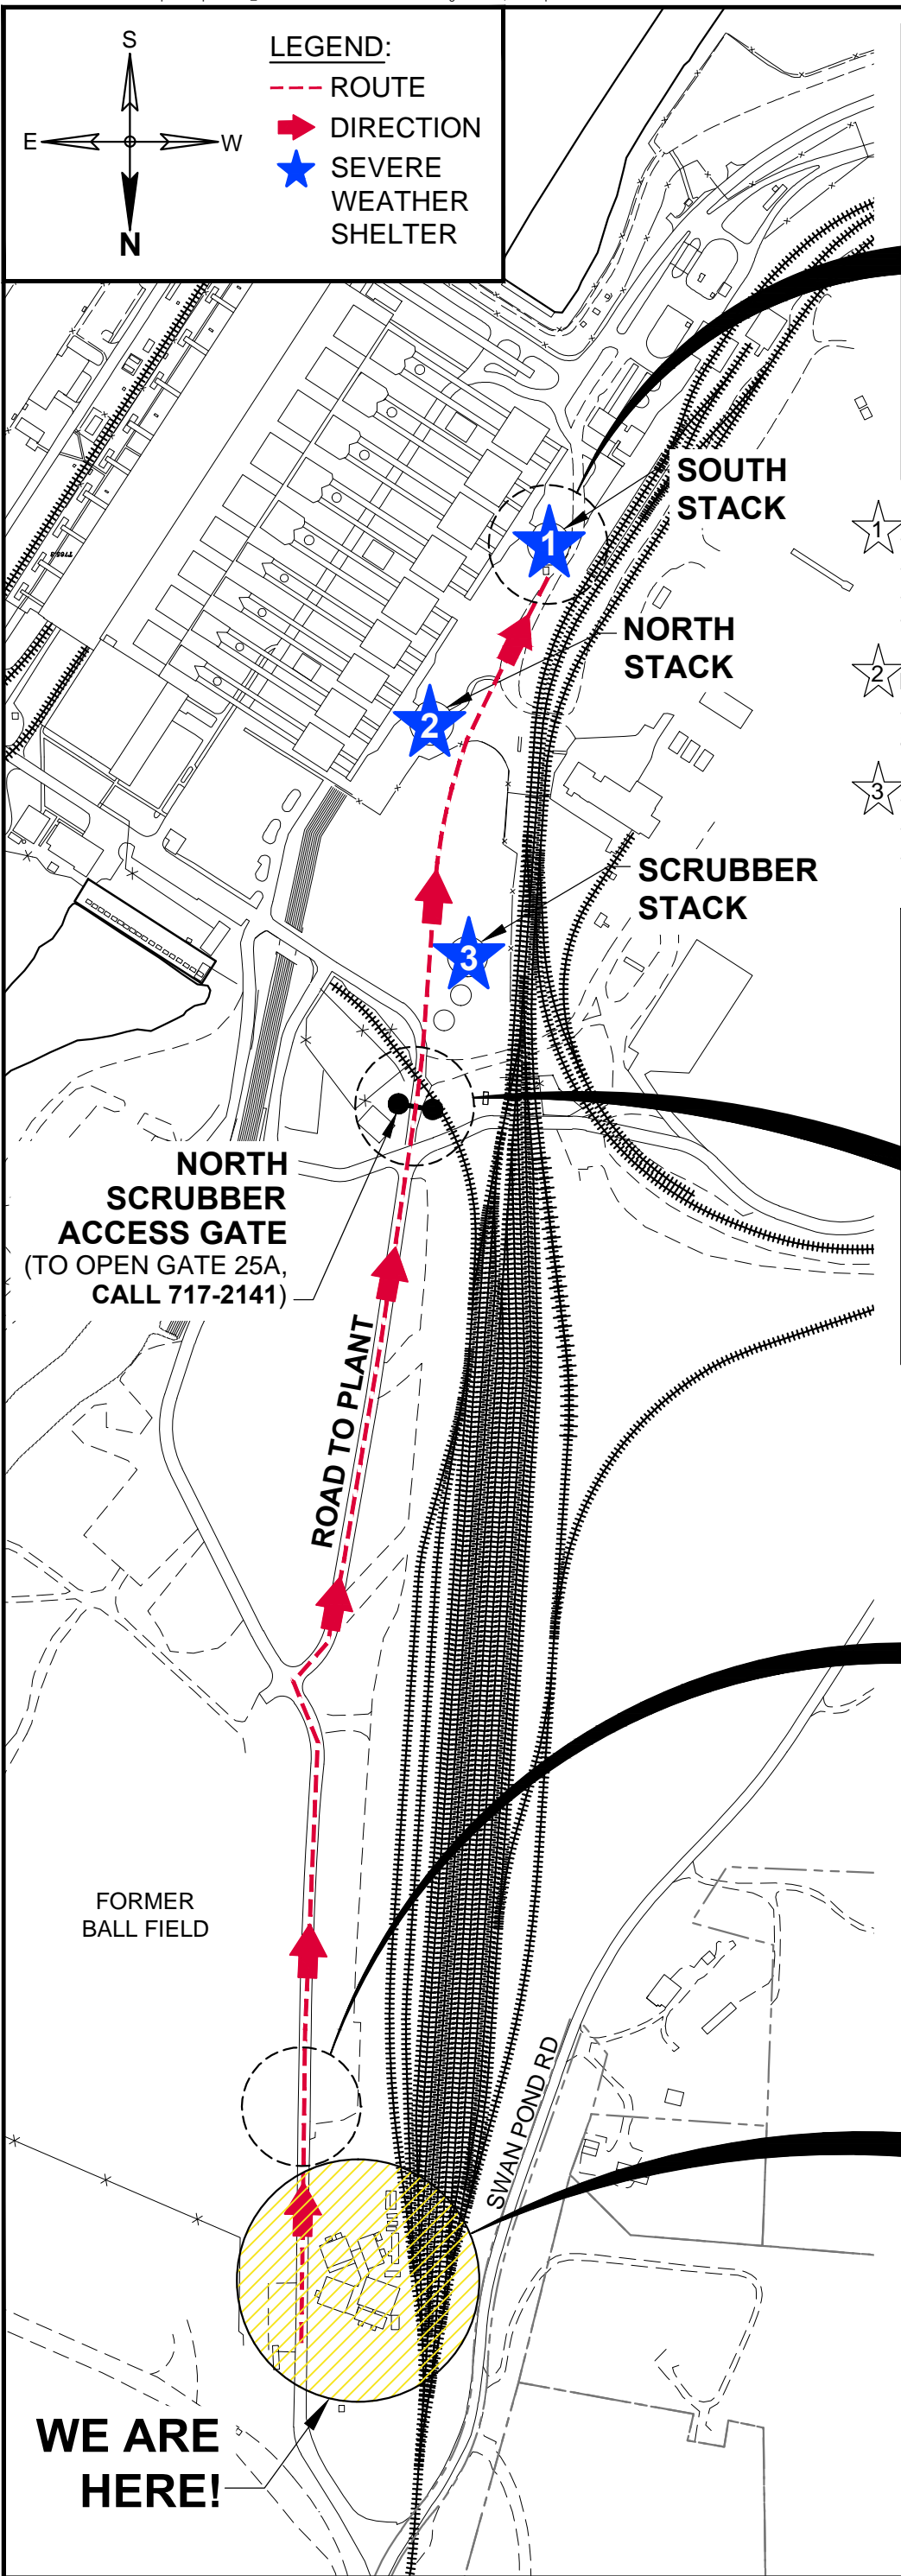 S
E
W
N
LEGEND:
ROUTE
DIRECTION
SEVERE
WEATHER
SHELTER
SOUTH
STACK
1
1
NORTH
STACK
2
2
3
SCRUBBER
STACK
3
NORTH
SCRUBBER
ACCESS GATE
(TO OPEN GATE 25A,
CALL 717-2141)
ROAD TO PLANT
FORMER
BALL FIELD
SWAN POND RD
WE ARE
HERE!